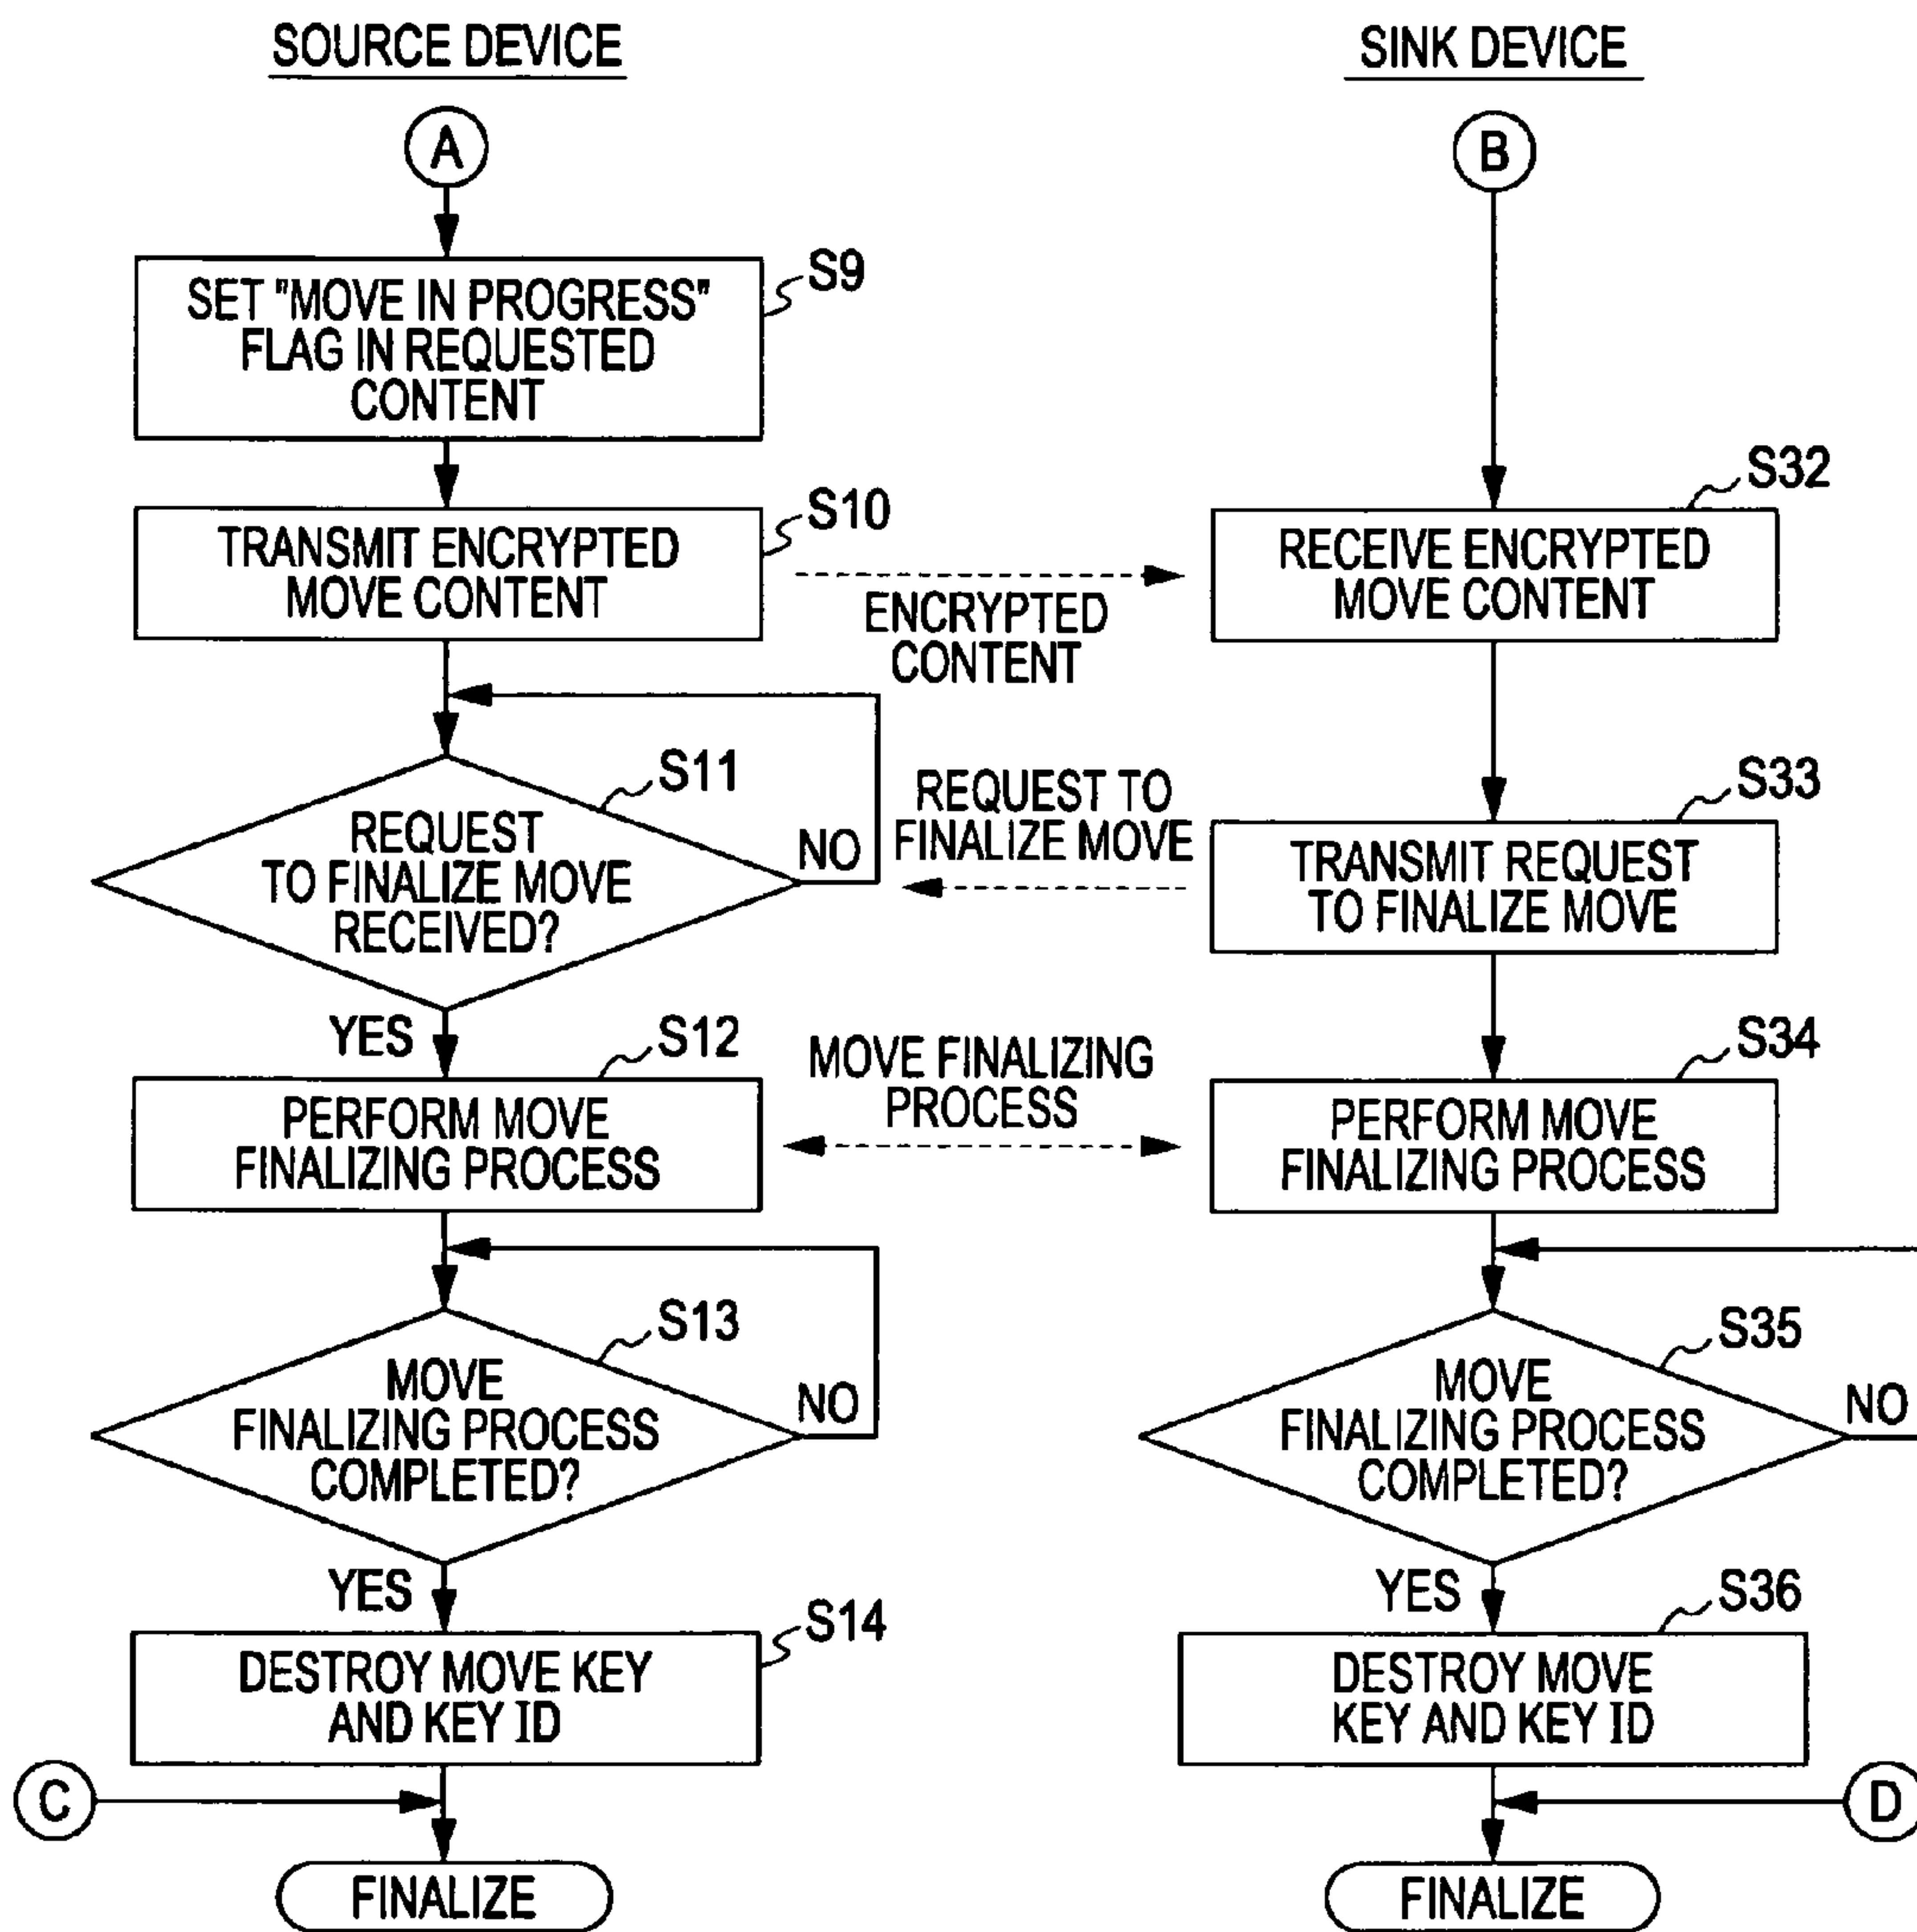 SOURCE DEVICE
A
SET "MOVE IN PROGRESS"
FLAG IN REQUESTED
CONTENT
S9
TRANSMIT ENCRYPTED
MOVE CONTENT
S10
ENCRYPTED
CONTENT
REQUEST
TO FINALIZE MOVE
RECEIVED?
S11
NO
YES
REQUEST TO
FINALIZE MOVE
PERFORM MOVE
FINALIZING PROCESS
S12
MOVE FINALIZING
PROCESS
MOVE
FINALIZING PROCESS
COMPLETED?
S13
NO
YES
DESTROY MOVE KEY
AND KEY ID
S14
C
FINALIZE
SINK DEVICE
B
S32
RECEIVE ENCRYPTED
MOVE CONTENT
S33
TRANSMIT REQUEST
TO FINALIZE MOVE
S34
PERFORM MOVE
FINALIZING PROCESS
S35
MOVE
FINALIZING PROCESS
COMPLETED?
NO
YES
S36
DESTROY MOVE
KEY AND KEY ID
D
FINALIZE